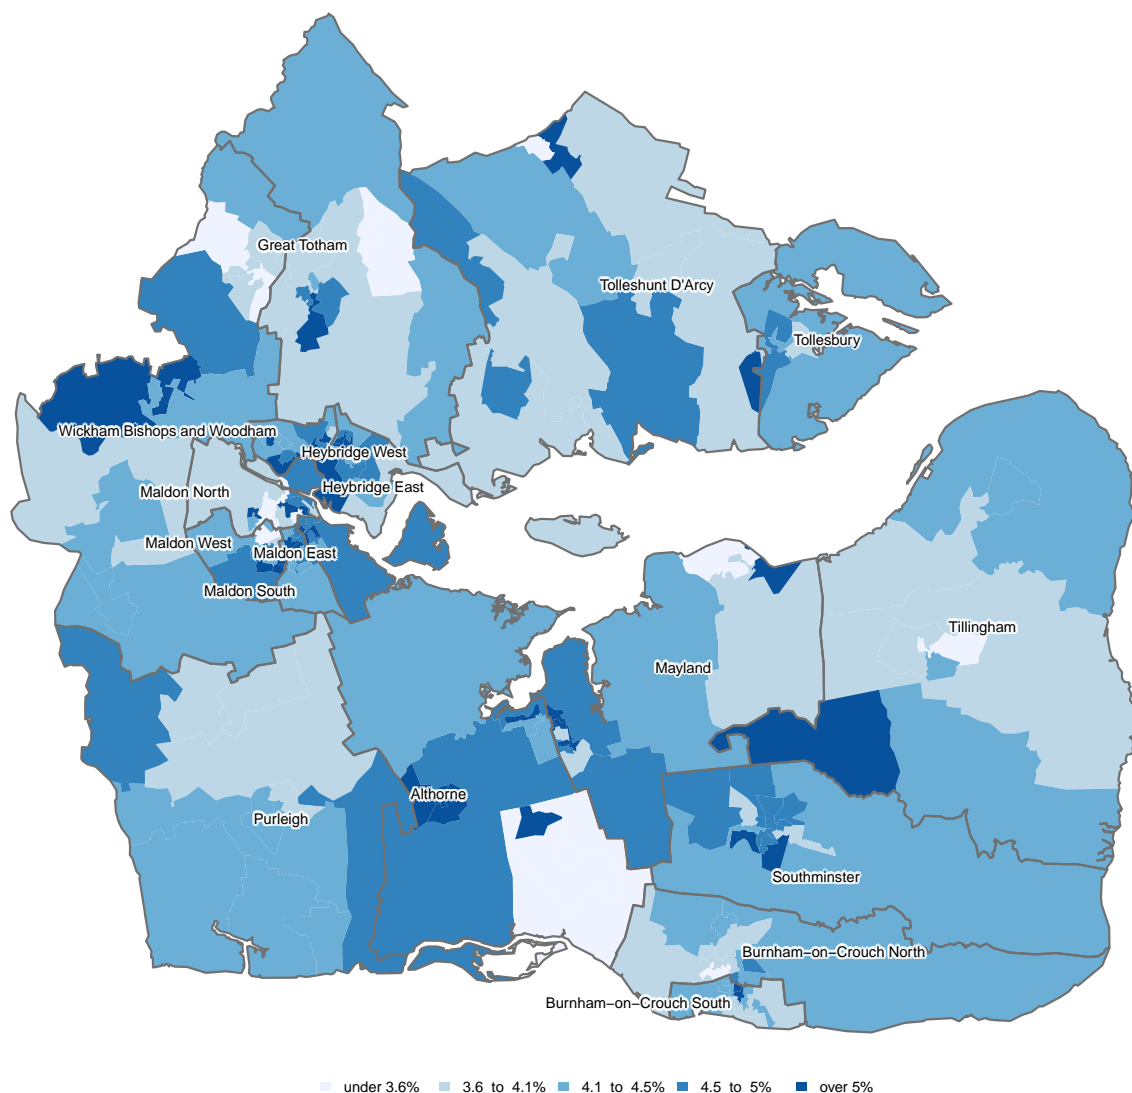 Great Totham
Tolleshunt D'Arcy
Tollesbury
Wickham Bishops and Woodham
Heybridge West
Heybridge East
Maldon North
Maldon West
Maldon East
Maldon South
Tillingham
Mayland
Althorne
Purleigh
Southminster
Burnham−on−Crouch North
Burnham−on−Crouch South
under 3.6% 3.6 to 4.1% 4.1 to 4.5% 4.5 to 5% over 5%